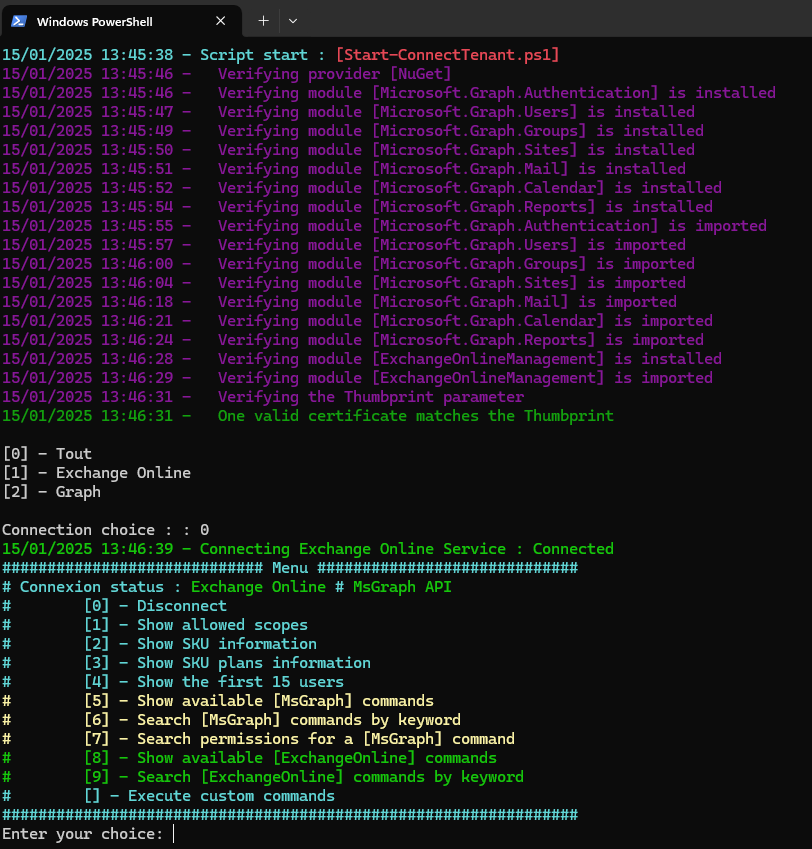 Windows PowerShell
15/01/2025 13:45:38 - Script start : [Start-ConnectTenant.ps1]
15/01/2025 13:45:46 -   Verifying provider [NuGet]
15/01/2025 13:45:46 -   Verifying module [Microsoft.Graph.Authentication] is installed
15/01/2025 13:45:47 -   Verifying module [Microsoft.Graph.Users] is installed
15/01/2025 13:45:49 -   Verifying module [Microsoft.Graph.Groups] is installed
15/01/2025 13:45:50 -   Verifying module [Microsoft.Graph.Sites] is installed
15/01/2025 13:45:51 -   Verifying module [Microsoft.Graph.Mail] is installed
15/01/2025 13:45:52 -   Verifying module [Microsoft.Graph.Calendar] is installed
15/01/2025 13:45:54 -   Verifying module [Microsoft.Graph.Reports] is installed
15/01/2025 13:45:55 -   Verifying module [Microsoft.Graph.Authentication] is imported
15/01/2025 13:45:57 -   Verifying module [Microsoft.Graph.Users] is imported
15/01/2025 13:46:00 -   Verifying module [Microsoft.Graph.Groups] is imported
15/01/2025 13:46:04 -   Verifying module [Microsoft.Graph.Sites] is imported
15/01/2025 13:46:18 -   Verifying module [Microsoft.Graph.Mail] is imported
15/01/2025 13:46:21 -   Verifying module [Microsoft.Graph.Calendar] is imported
15/01/2025 13:46:24 -   Verifying module [Microsoft.Graph.Reports] is imported
15/01/2025 13:46:28 -   Verifying module [ExchangeOnlineManagement] is installed
15/01/2025 13:46:29 -   Verifying module [ExchangeOnlineManagement] is imported
15/01/2025 13:46:31 -   Verifying the Thumbprint parameter
15/01/2025 13:46:31 -   One valid certificate matches the Thumbprint
[0] - Tout
[1] - Exchange Online
[2] - Graph
Connection choice : : 0
15/01/2025 13:46:39 - Connecting Exchange Online Service : Connected
############################# Menu #############################
# Connexion status : Exchange Online # MsGraph API
#        [0] - Disconnect
#        [1] - Show allowed scopes
#        [2] - Show SKU information
#        [3] - Show SKU plans information
#        [4] - Show the first 15 users
#        [5] - Show available [MsGraph] commands
#        [6] - Search [MsGraph] commands by keyword
#        [7] - Search permissions for a [MsGraph] command
#        [8] - Show available [ExchangeOnline] commands
#        [9] - Search [ExchangeOnline] commands by keyword
#        [] - Execute custom commands
################################################################
Enter your choice: